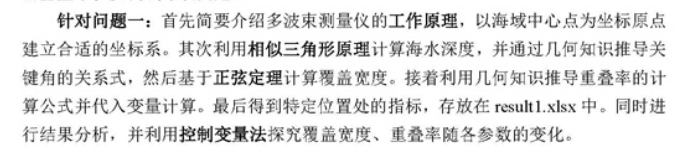 针对问题一：首先简要介绍多波束测量仪的工作原理，以海域中心点为坐标原点
建立合适的坐标系。其次利用相似三角形原理计算海水深度，并通过几何知识推导关
键角的关系式，然后基于正弦定理计算覆盖宽度。接着利用几何知识推导重叠率的计
算公式并代入变量计算。最后得到特定位置处的指标，存放在 result1.xlsx 中。同时进
行结果分析，并利用控制变量法探究覆盖宽度、重叠率随各参数的变化。